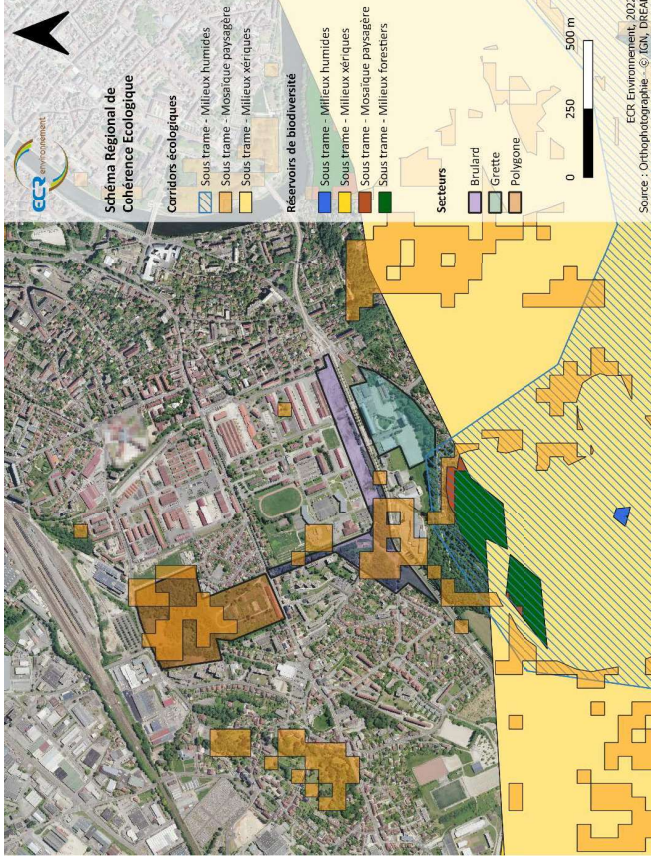 ECR environnement
Schéma Régional de
Cohérence Ecologique
Corridors écologiques
Sous trame - Milieux humides
Sous trame - Mosaïque paysagère
Sous trame - Milieux xériques
Réservoirs de biodiversité
Sous trame - Milieux humides
Sous trame - Milieux xériques
Sous trame - Mosaïque paysagère
Sous trame - Milieux forestiers
Secteurs
Brulard
Grette
Polygone
0 250 500 m
ECR Environnement, 2022
Source : Orthophotographie - © IGN, DREAL